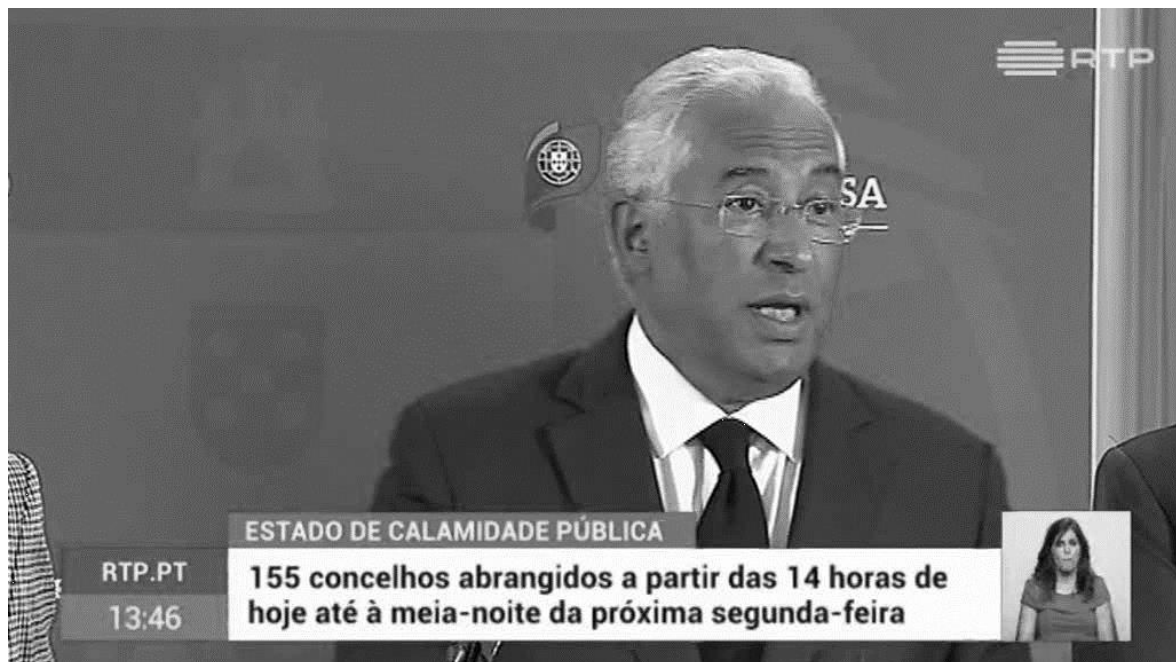 RTP
SA
ESTADO DE CALAMIDADE PÚBLICA
RTP.PT
155 concelhos abrangidos a partir das 14 horas de
hoje até à meia-noite da próxima segunda-feira
13:46